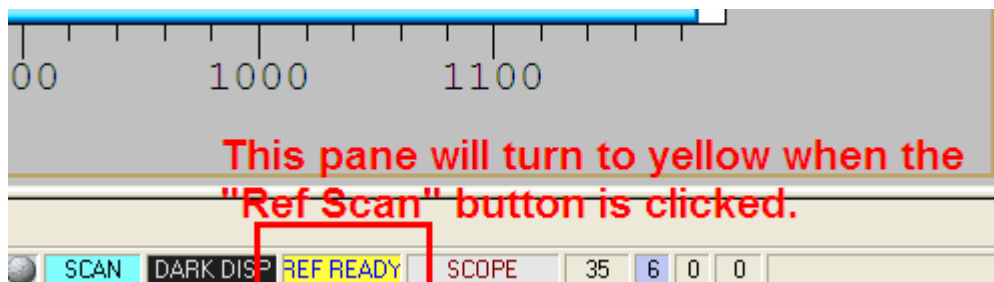 00 1000 1100
This pane will turn to yellow when the
"Ref Scan" button is clicked.
SCAN DARK DISP REF READY SCOPE 35 6 0 0